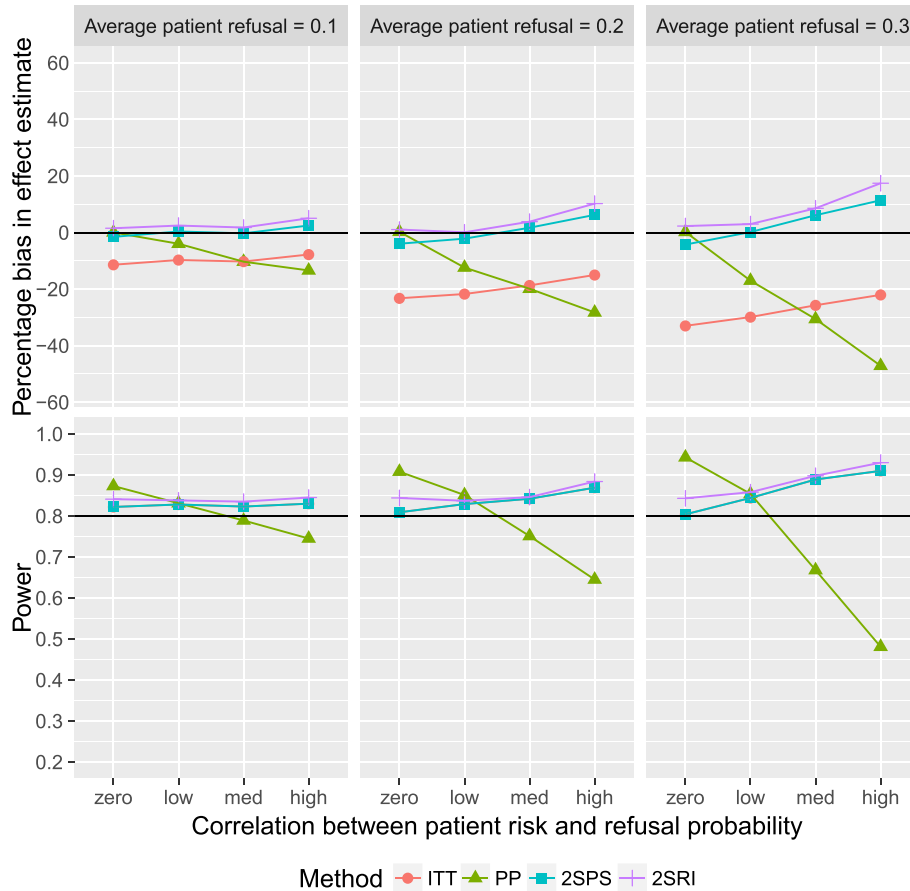 Average patient refusal = 0.1
Average patient refusal = 0.2
Average patient refusal = 0.3
Percentage bias in effect estimate
60
40
20
0
−20
−40
−60
Power
1.0
0.9
0.8
0.7
0.6
0.5
0.4
0.3
0.2
zero low med high
zero low med high
zero low med high
Correlation between patient risk and refusal probability
Method ITT PP 2SPS 2SRI